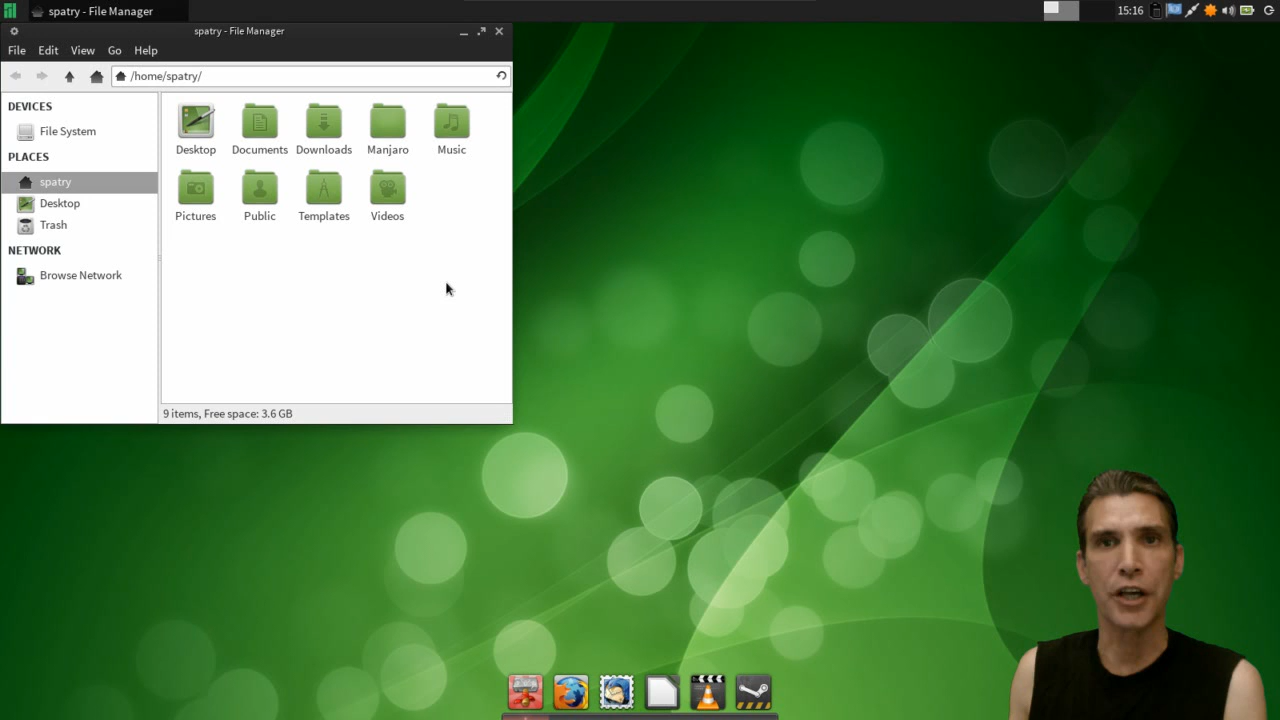 spatry - File Manager
15:16
spatry - File Manager
File Edit View Go Help
/home/spatry/
DEVICES
File System
PLACES
spatry
Desktop
Trash
NETWORK
Browse Network
Desktop Documents Downloads Manjaro Music
Pictures Public Templates Videos
9 items, Free space: 3.6 GB